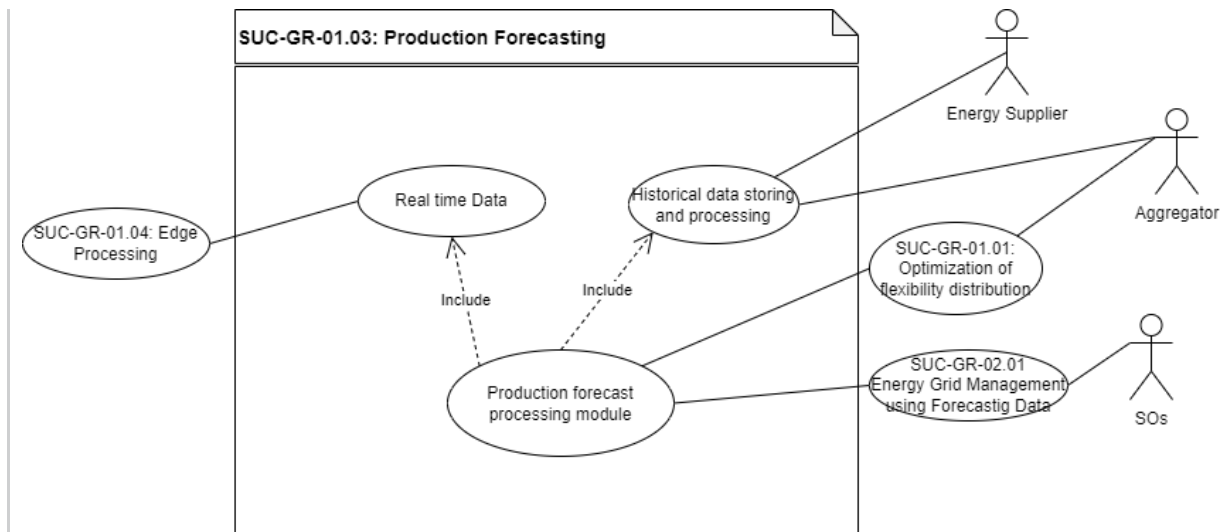 SUC-GR-01.03: Production Forecasting
Energy Supplier
Aggregator
Real time Data
Historical data storing
and processing
SUC-GR-01.04: Edge
Processing
SUC-GR-01.01:
Optimization of
flexibility distribution
Include
Include
Production forecast
processing module
SUC-GR-02.01
Energy Grid Management
using Forecastig Data
SOs